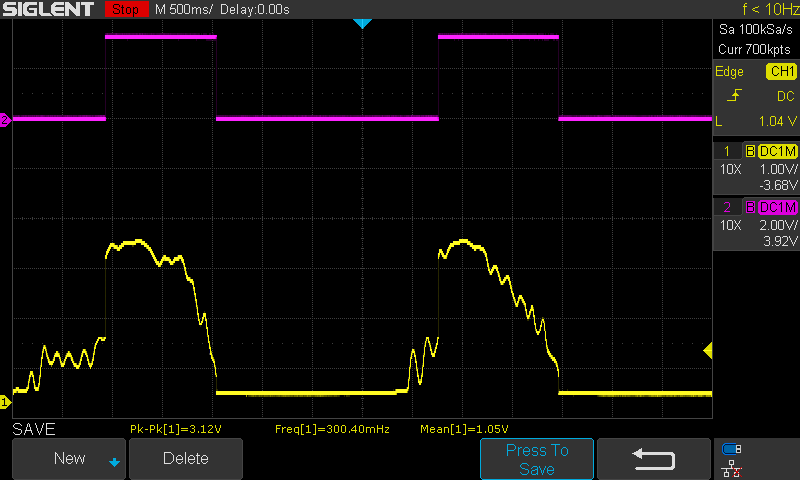 SIGLENT Stop M 500ms/ Delay:0.00s f < 10Hz
Sa 100kSa/s
Curr 700kpts
Edge CH1
DC
L 1.04 V
1 B DC1M
10X 1.00V/
-3.68V
2 B DC1M
10X 2.00V/
3.92V
2
1
SAVE Pk-Pk[1]=3.12V Freq[1]=300.40mHz Mean[1]=1.05V
New Delete Press To
Save